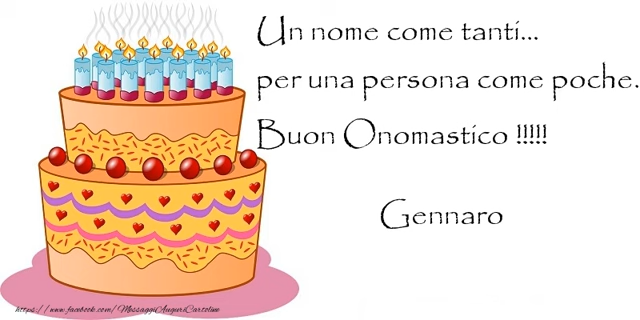 Un nome come tanti...
per una persona come poche.
Buon Onomastico !!!!!
Gennaro
https://www.facebook.com/MessaggiAuguriCartoline